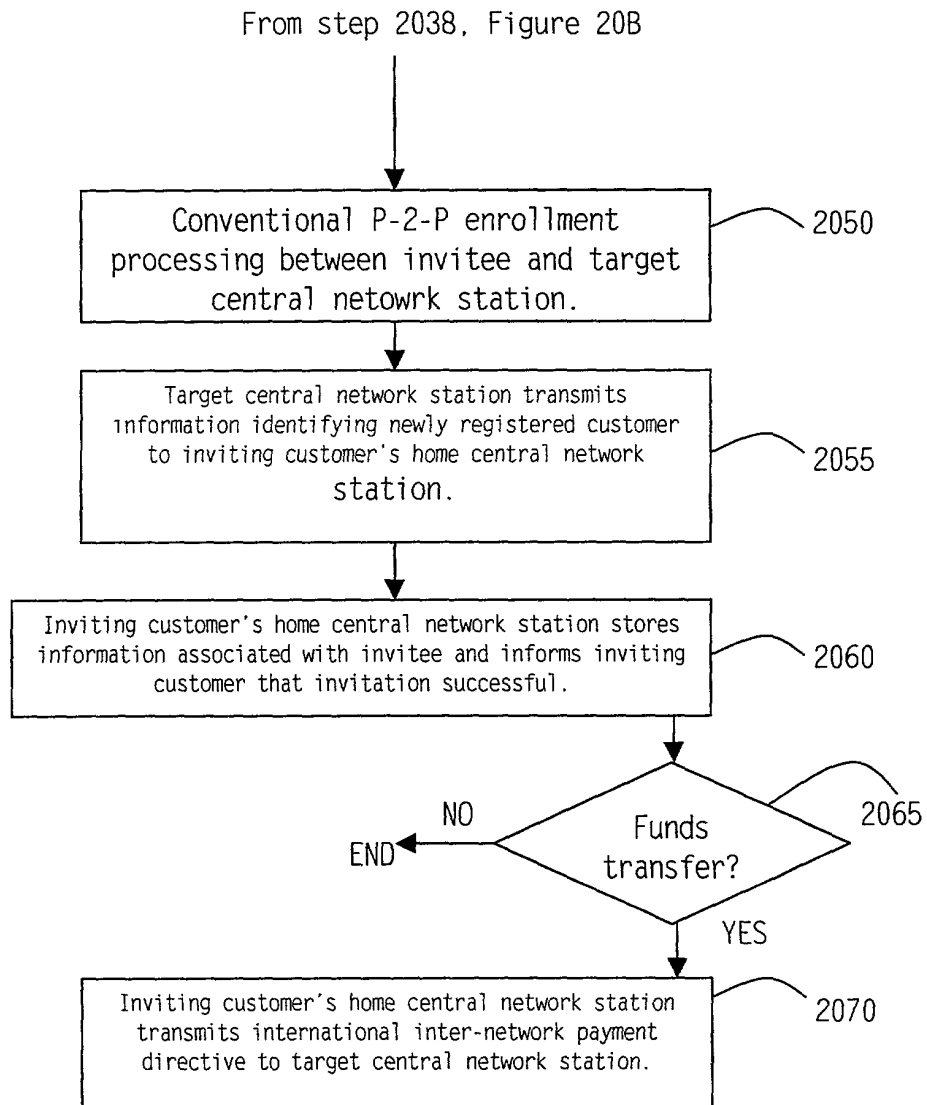 From step 2038, Figure 20B
Conventional P-2-P enrollment
processing between invitee and target
central netowrk station.
2050
Target central network station transmits
information identifying newly registered customer
to inviting customer's home central network
station.
2055
Inviting customer's home central network station stores
information associated with invitee and informs inviting
customer that invitation successful.
2060
Funds
transfer?
2065
NO
END
YES
Inviting customer's home central network station
transmits international inter-network payment
directive to target central network station.
2070